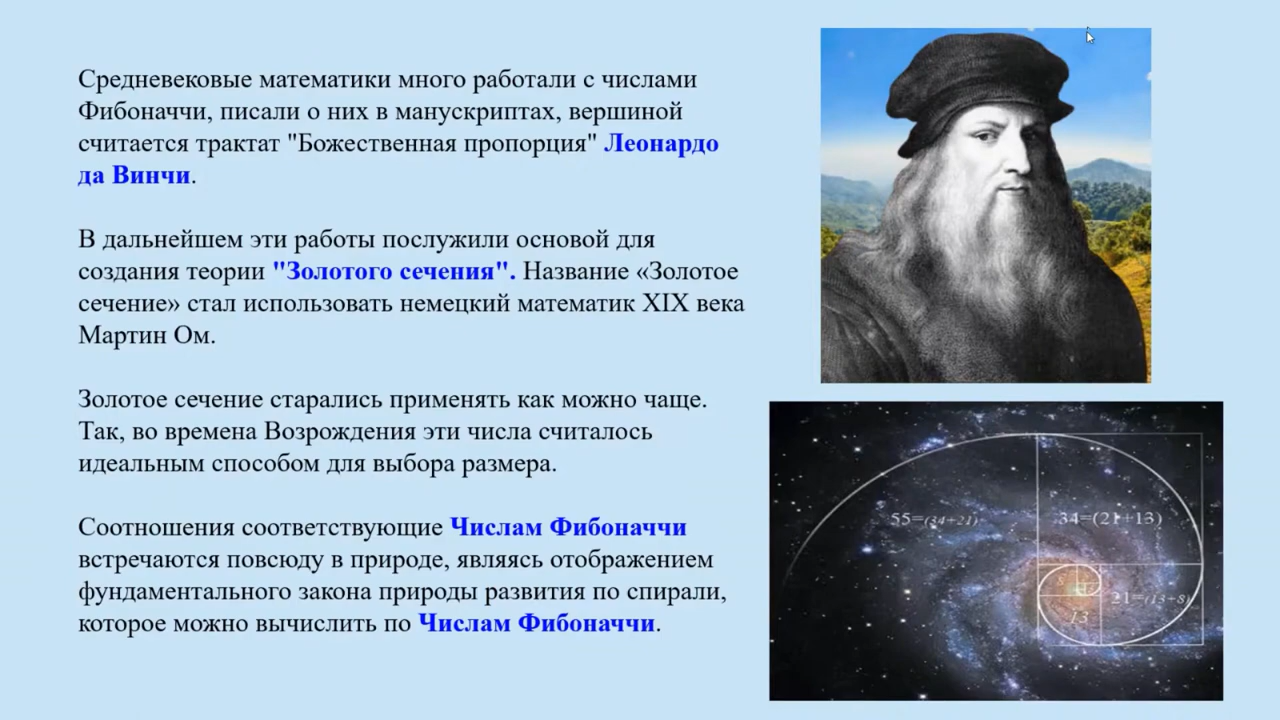 Средневековые математики много работали с числами
Фибоначчи, писали о них в манускриптах, вершиной
считается трактат "Божественная пропорция" Леонардо
да Винчи.
В дальнейшем эти работы послужили основой для
создания теории "Золотого сечения". Название «Золотое
сечение» стал использовать немецкий математик XIX века
Мартин Ом.
Золотое сечение старались применять как можно чаще.
Так, во времена Возрождения эти числа считалось
идеальным способом для выбора размера.
Соотношения соответствующие Числам Фибоначчи
встречаются повсюду в природе, являясь отображением
фундаментального закона природы развития по спирали,
которое можно вычислить по Числам Фибоначчи.
55=(34+21)
34=(21+13)
8
21=(13+8)
13